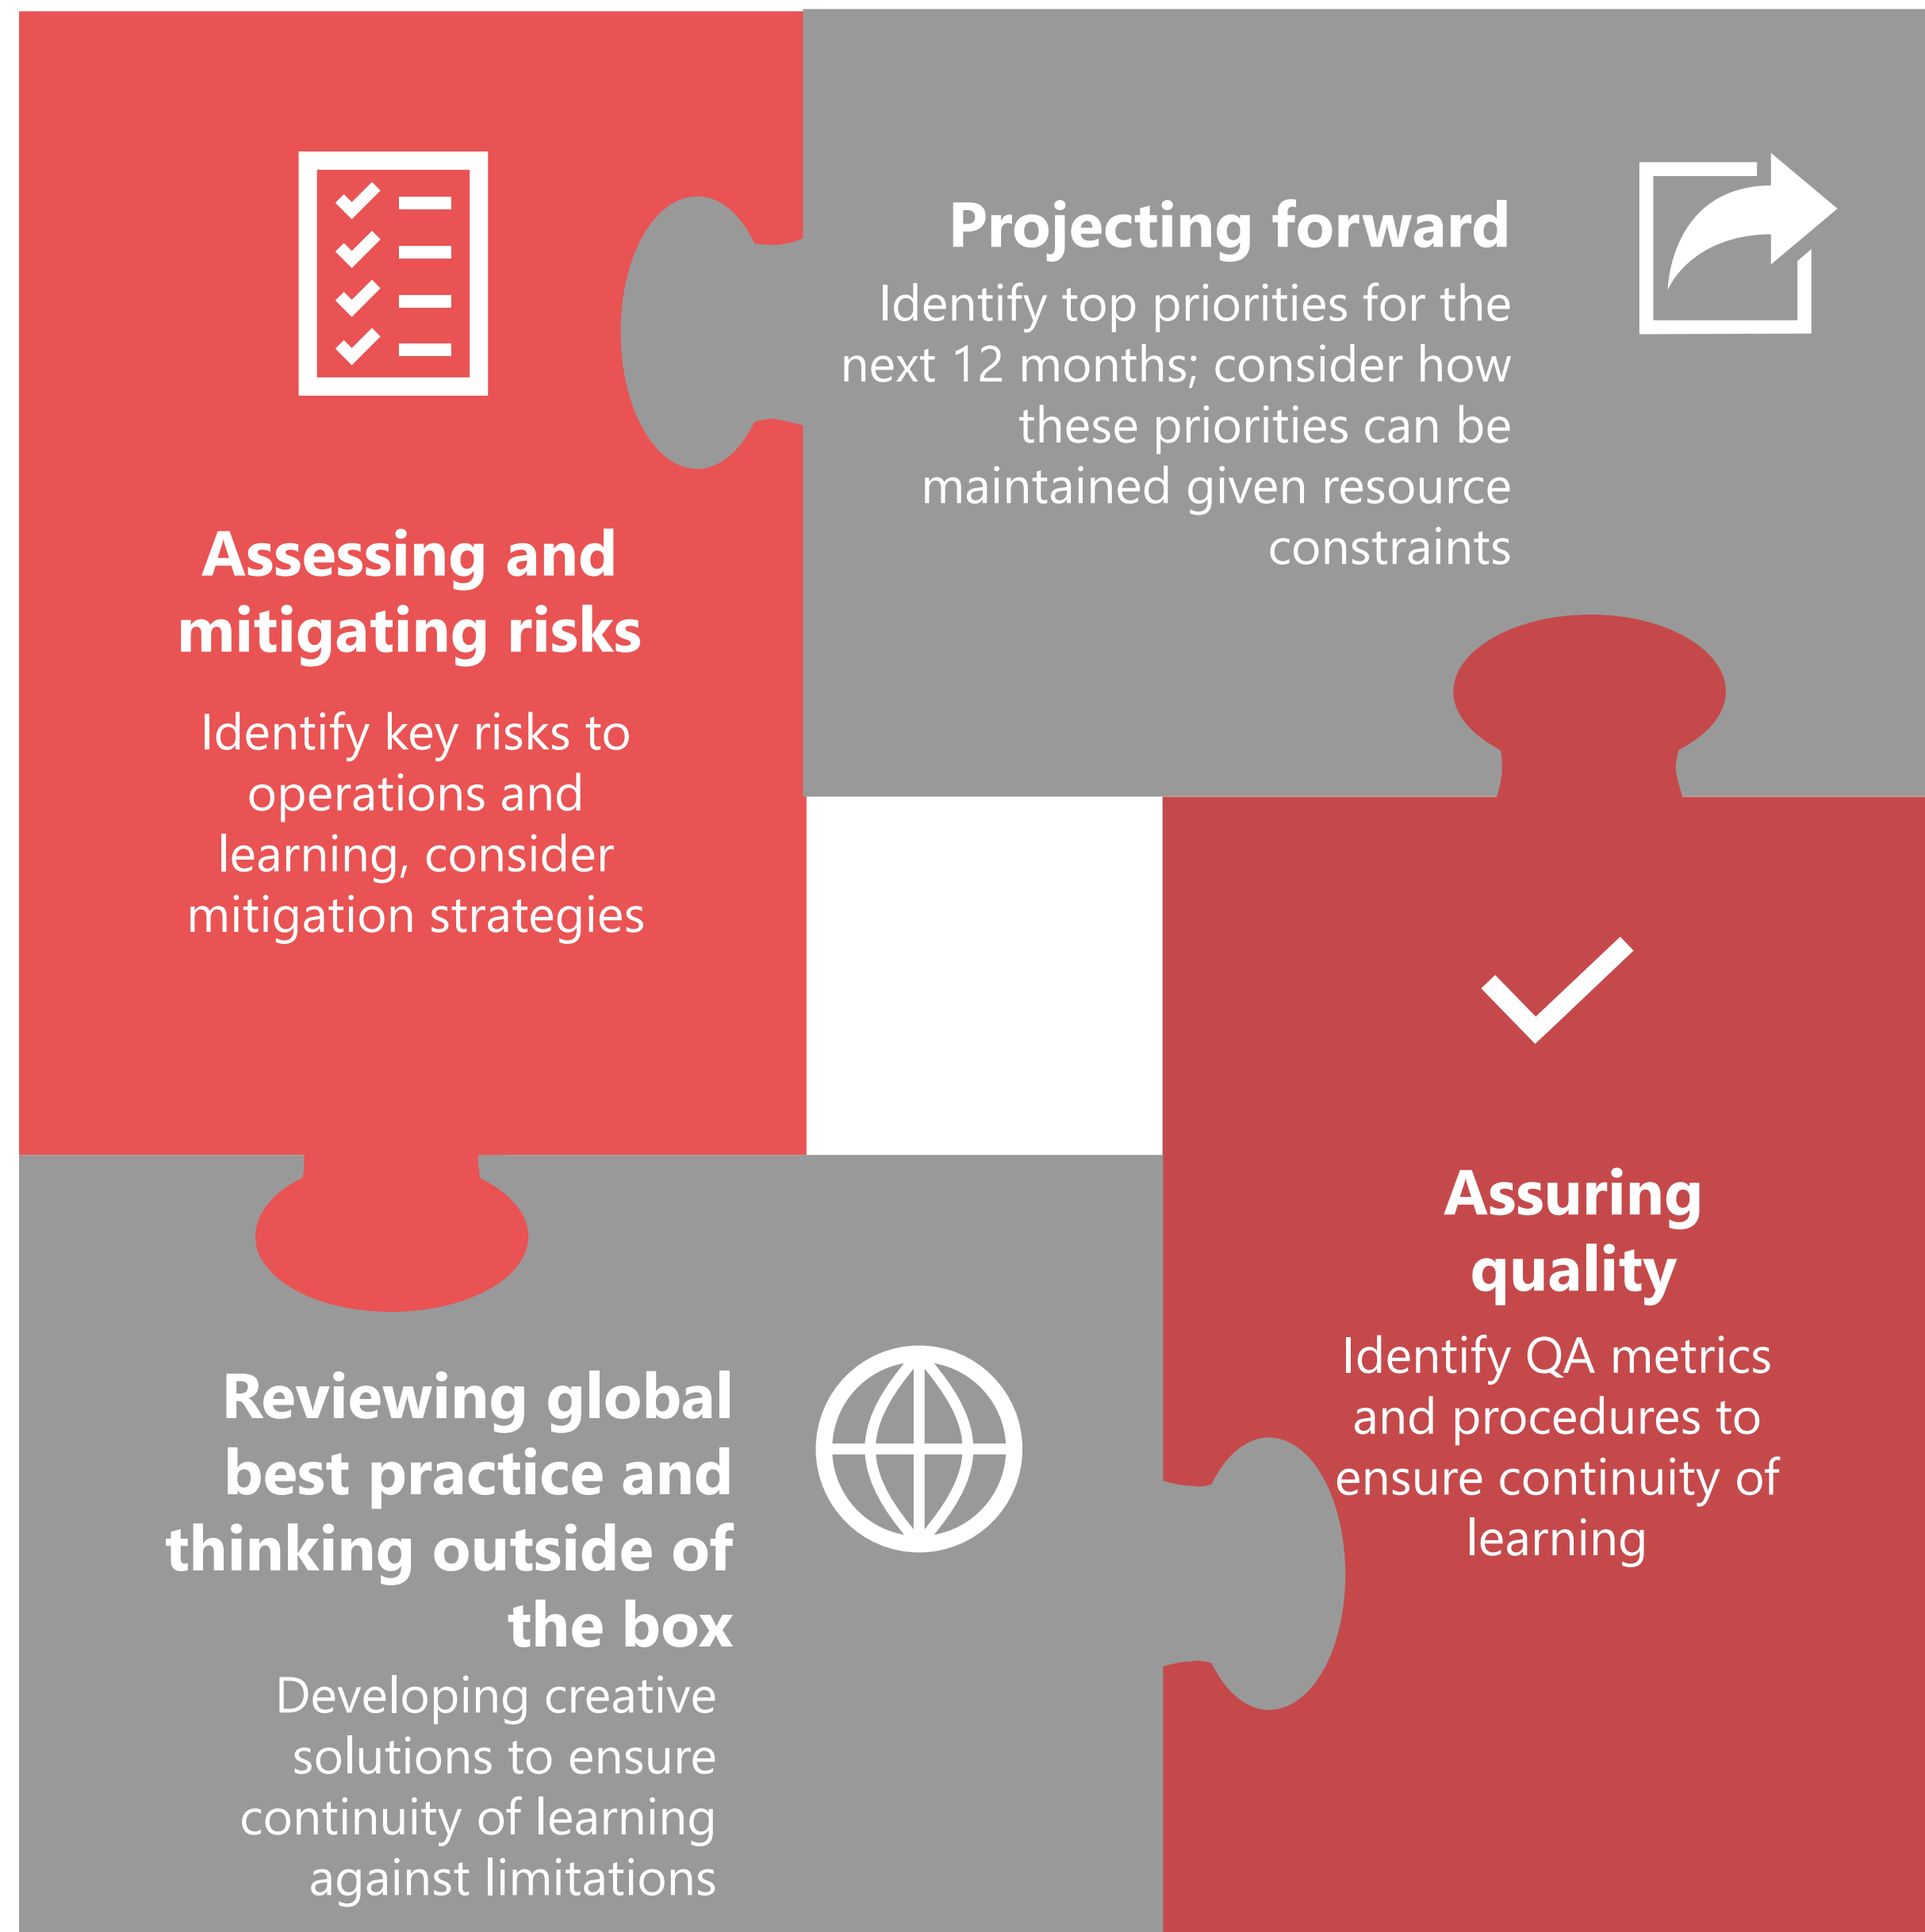 Assessing and
mitigating risks
Identify key risks to
operations and
learning, consider
mitigation strategies
Projecting forward
Identify top priorities for the
next 12 months; consider how
these priorities can be
maintained given resource
constraints
Reviewing global
best practice and
thinking outside of
the box
Developing creative
solutions to ensure
continuity of learning
against limitations
Assuring
quality
Identify QA metrics
and procedures to
ensure continuity of
learning